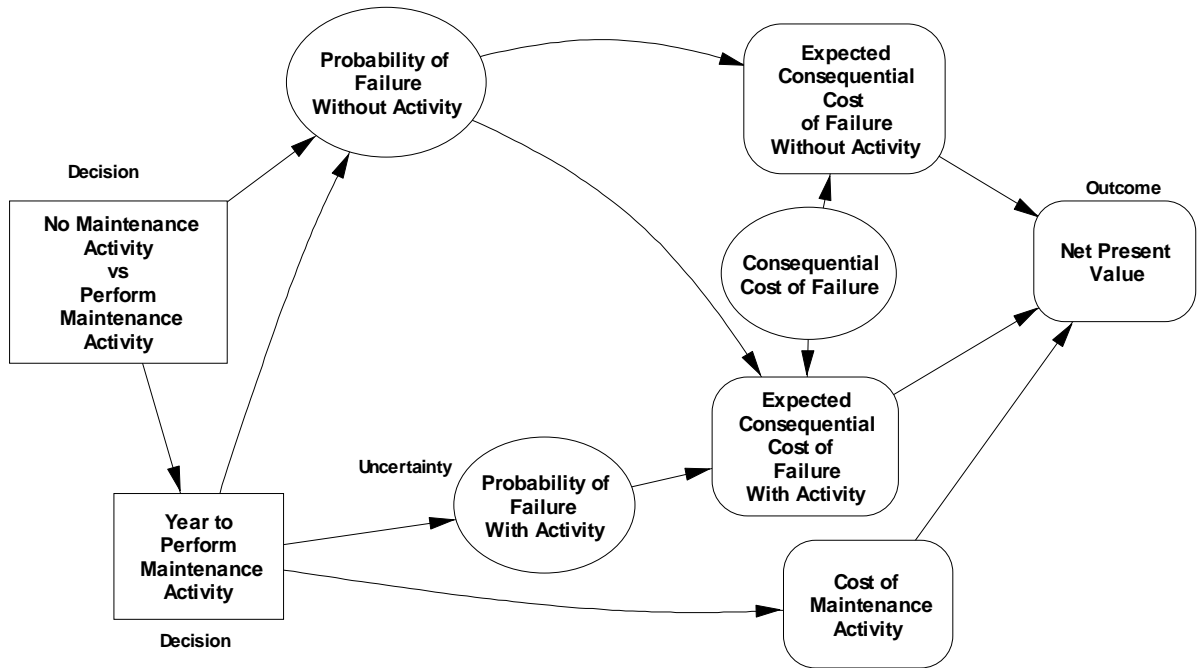 Probability of
Failure
Without Activity
Expected
Consequential
Cost
of Failure
Without Activity
Decision
No Maintenance
Activity
vs
Perform
Maintenance
Activity
Outcome
Net Present
Value
Consequential
Cost of Failure
Expected
Consequential
Cost of
Failure
With Activity
Uncertainty
Probability of
Failure
With Activity
Year to
Perform
Maintenance
Activity
Decision
Cost of
Maintenance
Activity